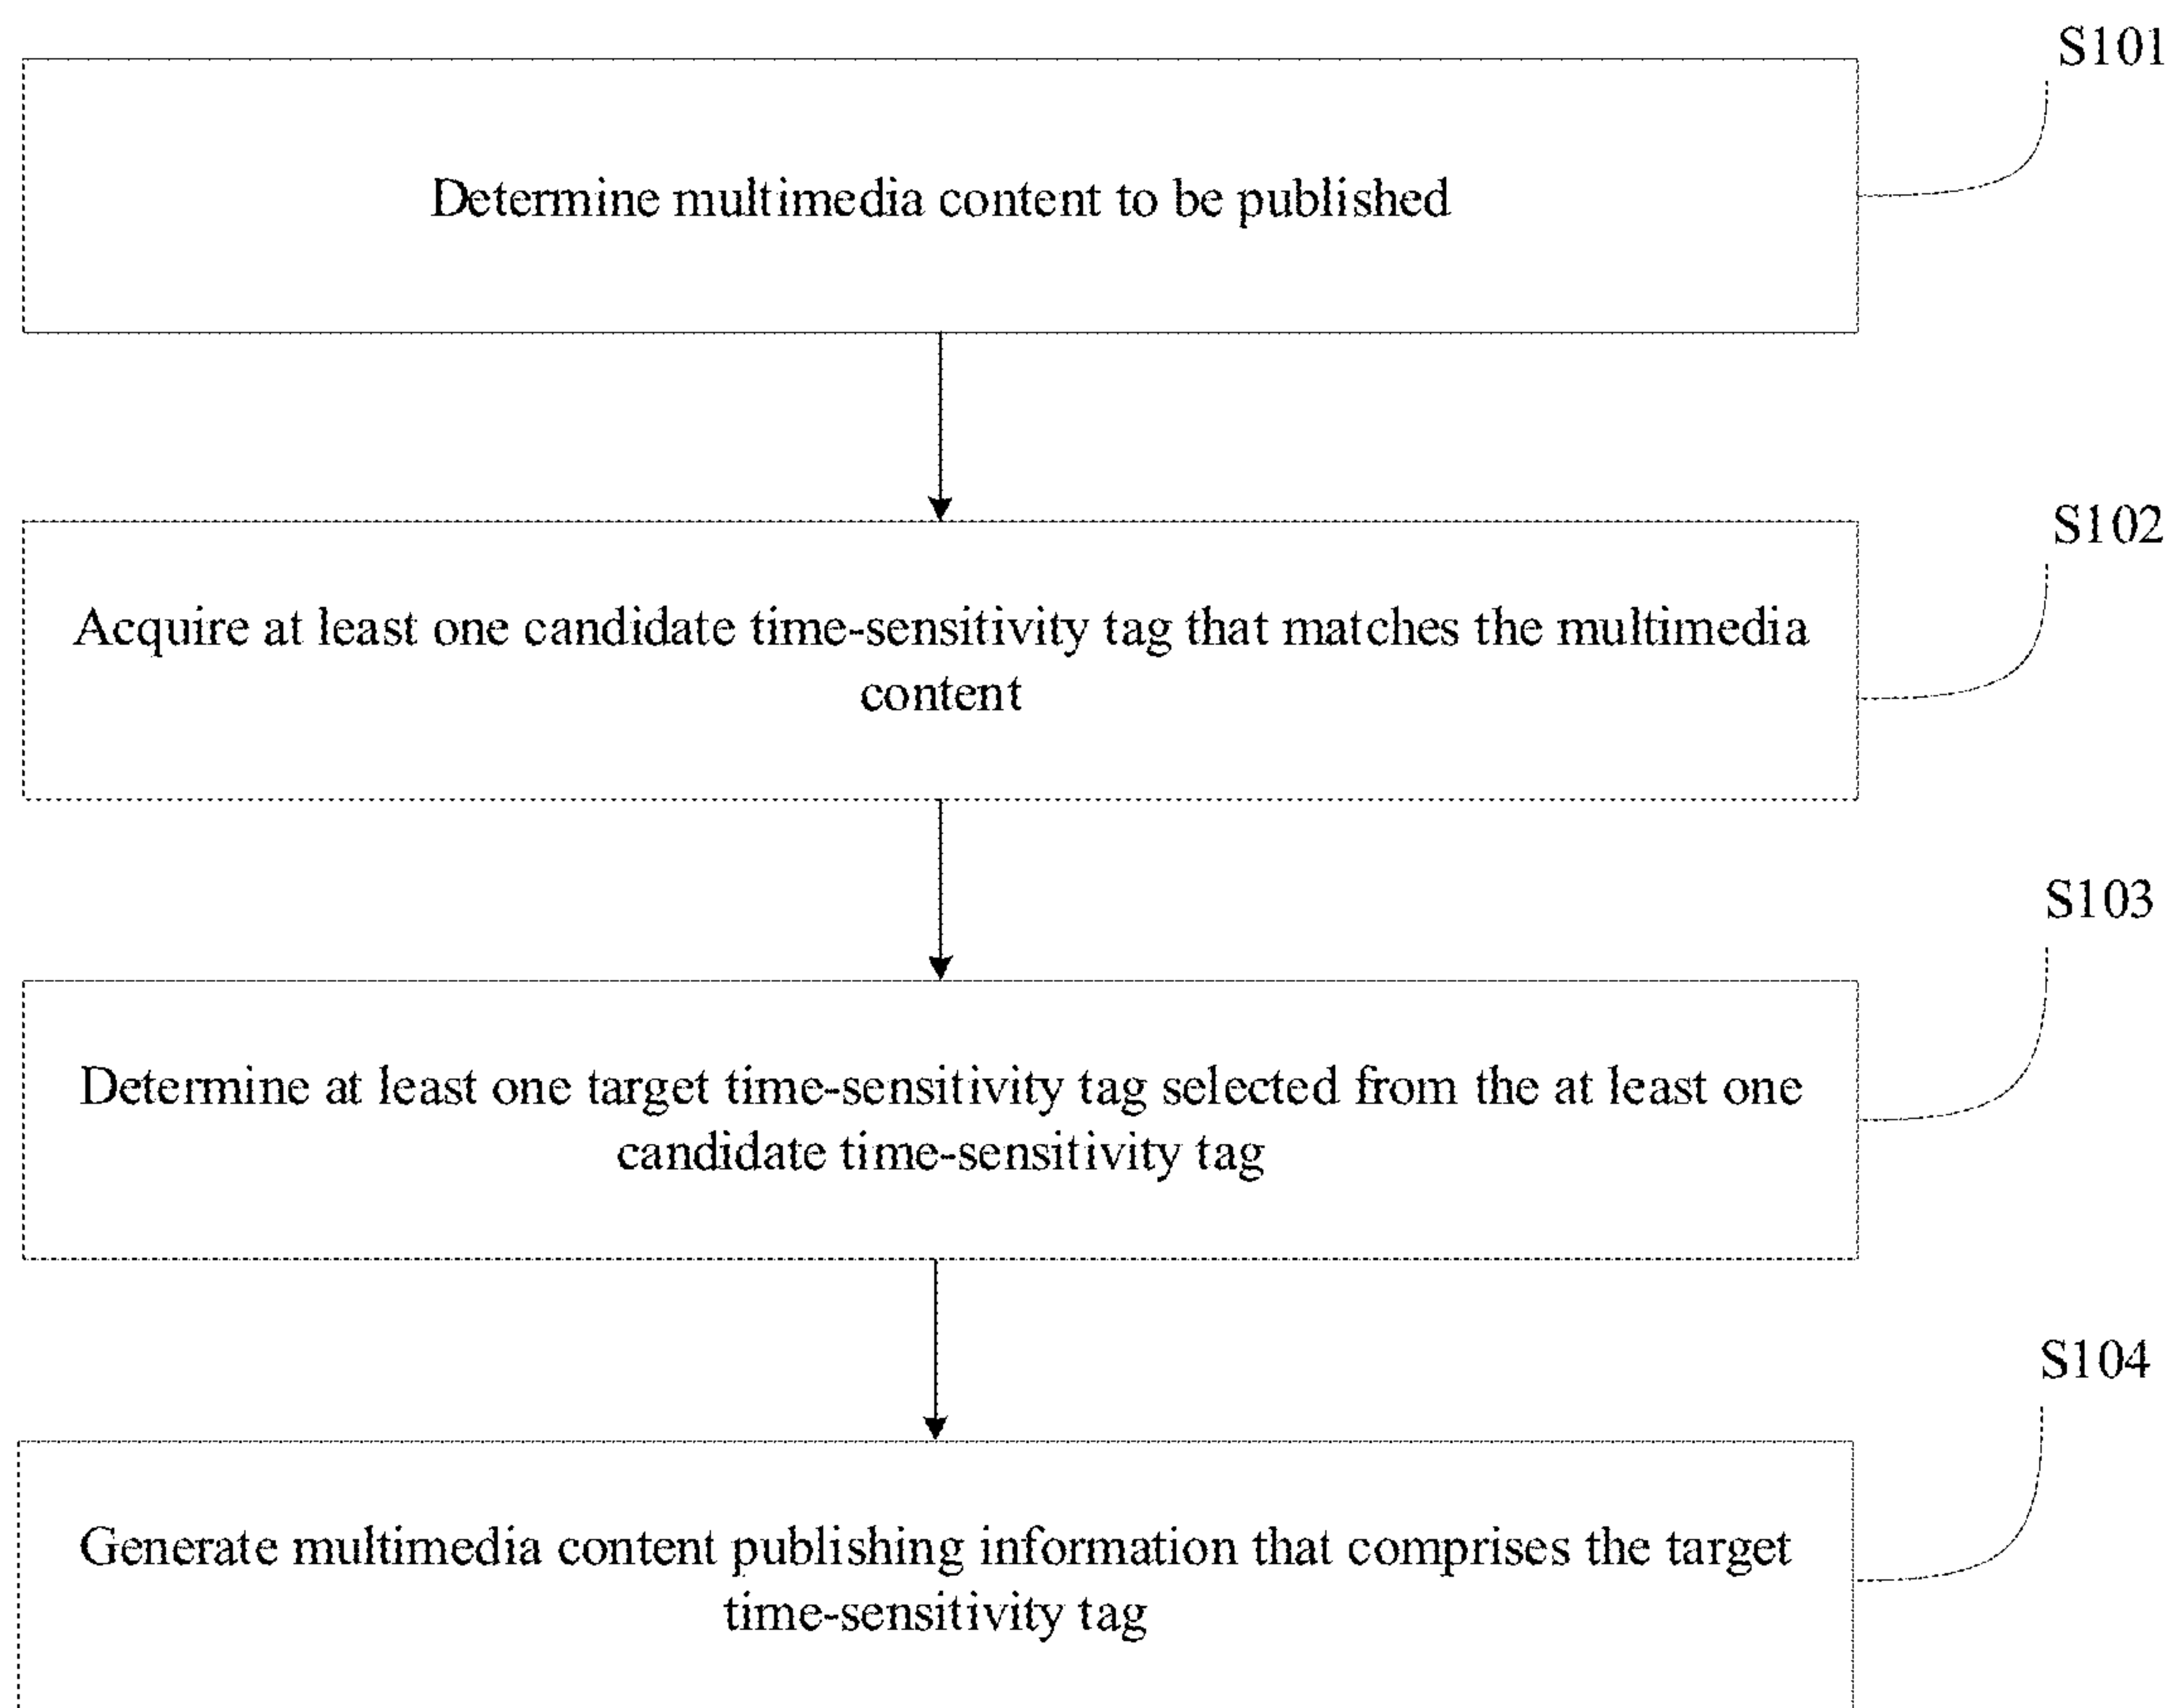 S101
Determine multimedia content to be published
S102
Acquire at least one candidate time-sensitivity tag that matches the multimedia
content
S103
Determine at least one target time-sensitivity tag selected from the at least one
candidate time-sensitivity tag
S104
Generate multimedia content publishing information that comprises the target
time-sensitivity tag